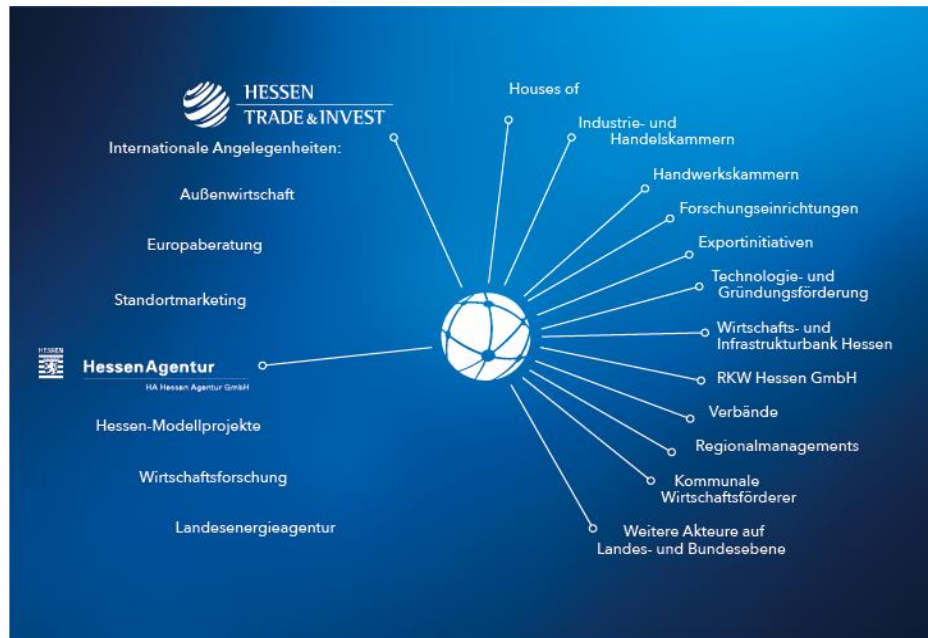 HESSEN
TRADE & INVEST
Internationale Angelegenheiten:
Außenwirtschaft
Europaberatung
Standortmarketing
HESSEN
HessenAgentur
HA Hessen Agentur GmbH
Hessen-Modellprojekte
Wirtschaftsforschung
Landesenergieagentur
Houses of
Industrie- und
Handelskammern
Handwerkskammern
Forschungseinrichtungen
Exportinitiativen
Technologie- und
Gründungsförderung
Wirtschafts- und
Infrastrukturbank Hessen
RKW Hessen GmbH
Verbände
Regionalmanagements
Kommunale
Wirtschaftsförderer
Weitere Akteure auf
Landes- und Bundesebene